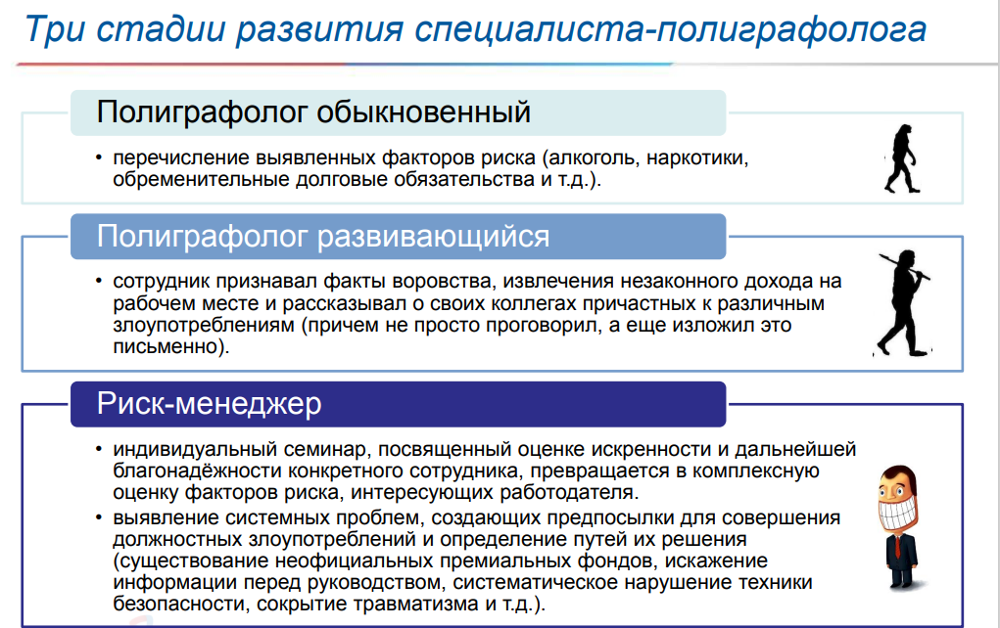 Три стадии развития специалиста-полиграфолога
Полиграфолог обыкновенный
• перечисление выявленных факторов риска (алкоголь, наркотики,
обременительные долговые обязательства и т.д.).
Полиграфолог развивающийся
• сотрудник признавал факты воровства, извлечения незаконного дохода на
рабочем месте и рассказывал о своих коллегах причастных к различным
злоупотреблениям (причем не просто проговорил, а еще изложил это
письменно).
Риск-менеджер
• индивидуальный семинар, посвященный оценке искренности и дальнейшей
благонадёжности конкретного сотрудника, превращается в комплексную
оценку факторов риска, интересующих работодателя.
• выявление системных проблем, создающих предпосылки для совершения
должностных злоупотреблений и определение путей их решения
(существование неофициальных премиальных фондов, искажение
информации перед руководством, систематическое нарушение техники
безопасности, сокрытие травматизма и т.д.).